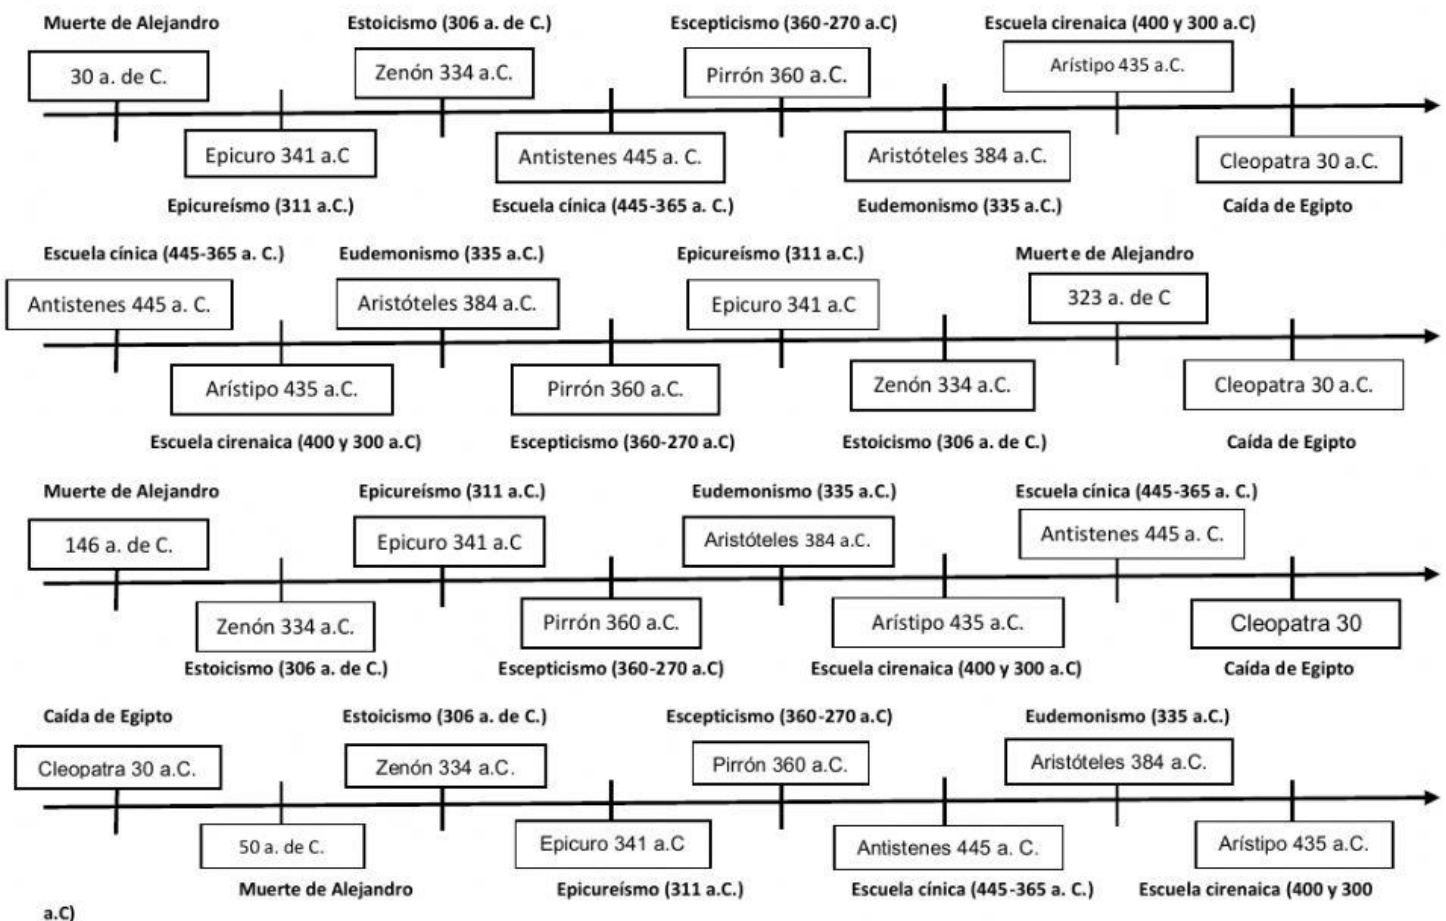 Muerte de Alejandro Estoicismo (306 a. de C.) Escepticismo (360-270 a.C) Escuela cirenaica (400 y 300 a.C)
30 a. de C. Zenón 334 a.C. Pirrón 360 a.C. Arístipo 435 a.C.
Epicuro 341 a.C Antistenes 445 a. C. Aristóteles 384 a.C. Cleopatra 30 a.C.
Epicureísmo (311 a.C.) Escuela cínica (445-365 a. C.) Eudemonismo (335 a.C.) Caída de Egipto
Escuela cínica (445-365 a. C.) Eudemonismo (335 a.C.) Epicureísmo (311 a.C.) Muerte de Alejandro
Antistenes 445 a. C. Aristóteles 384 a.C. Epicuro 341 a.C 323 a. de C
Arístipo 435 a.C. Pirrón 360 a.C. Zenón 334 a.C. Cleopatra 30 a.C.
Escuela cirenaica (400 y 300 a.C) Escepticismo (360-270 a.C) Estoicismo (306 a. de C.) Caída de Egipto
Muerte de Alejandro Epicureísmo (311 a.C.) Eudemonismo (335 a.C.) Escuela cínica (445-365 a. C.)
146 a. de C. Epicuro 341 a.C Aristóteles 384 a.C. Antistenes 445 a. C.
Zenón 334 a.C. Pirrón 360 a.C. Arístipo 435 a.C. Cleopatra 30
Estoicismo (306 a. de C.) Escepticismo (360-270 a.C) Escuela cirenaica (400 y 300 a.C) Caída de Egipto
Caída de Egipto Estoicismo (306 a. de C.) Escepticismo (360-270 a.C) Eudemonismo (335 a.C.)
Cleopatra 30 a.C. Zenón 334 a.C. Pirrón 360 a.C. Aristóteles 384 a.C.
50 a. de C. Epicuro 341 a.C Antistenes 445 a. C. Arístipo 435 a.C.
Muerte de Alejandro Epicureísmo (311 a.C.) Escuela cínica (445-365 a. C.) Escuela cirenaica (400 y 300
a.C)